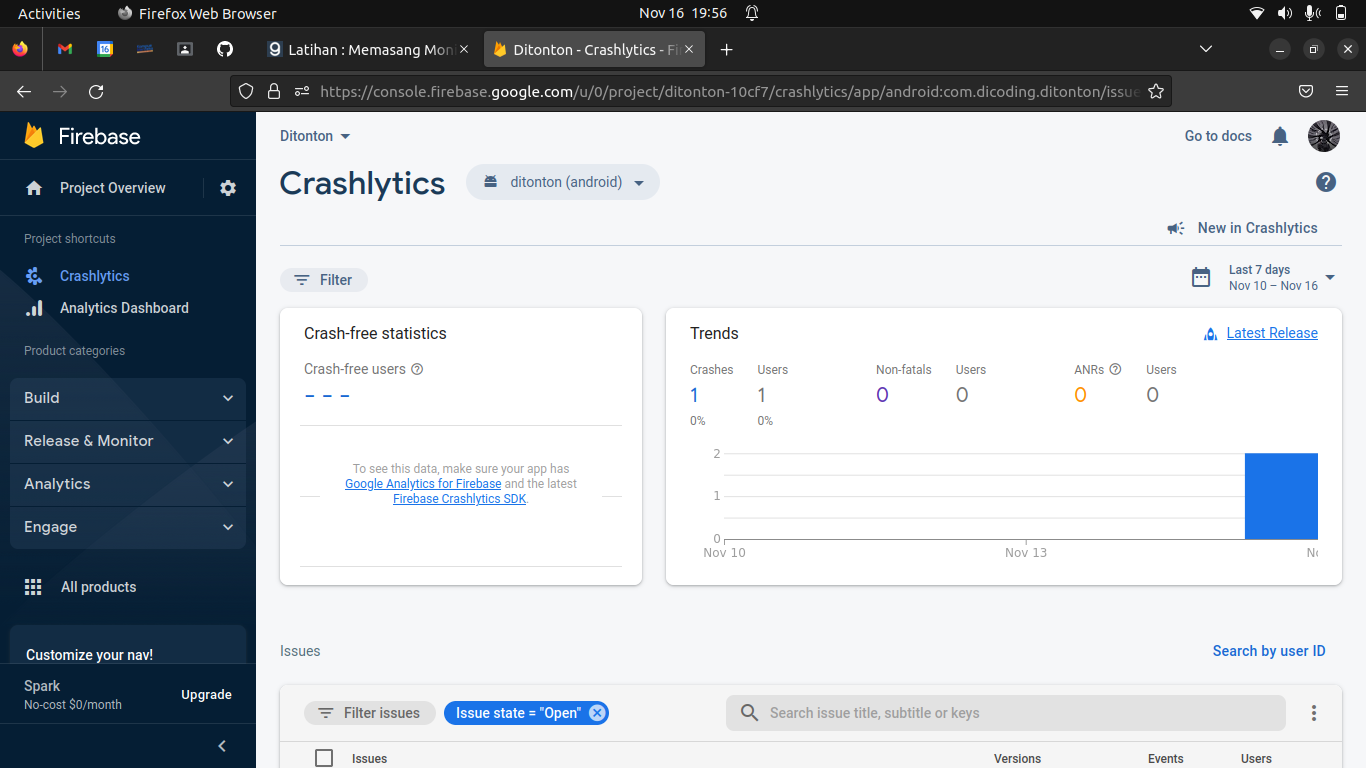 Activities
Firefox Web Browser
Nov 16 19:56
Latihan : Memasang Mon
Ditonton - Crashlytics - Fi
https://console.firebase.google.com/u/0/project/ditonton-10cf7/crashlytics/app/android:com.dicoding.ditonton/issue
Firebase
Project Overview
Project shortcuts
Crashlytics
Analytics Dashboard
Product categories
Build
Release & Monitor
Analytics
Engage
All products
Customize your nav!
Spark
No-cost $0/month
Upgrade
Ditonton
Go to docs
Crashlytics
ditonton (android)
New in Crashlytics
Filter
Last 7 days
Nov 10 – Nov 16
Crash-free statistics
Crash-free users
- - -
To see this data, make sure your app has
Google Analytics for Firebase and the latest
Firebase Crashlytics SDK.
Trends
Latest Release
Crashes Users Non-fatals Users ANRs Users
1 1 0 0 0 0
0% 0%
2
1
0
Nov 10 Nov 13 No
Issues
Search by user ID
Filter issues
Issue state = "Open"
Search issue title, subtitle or keys
Issues Versions Events Users